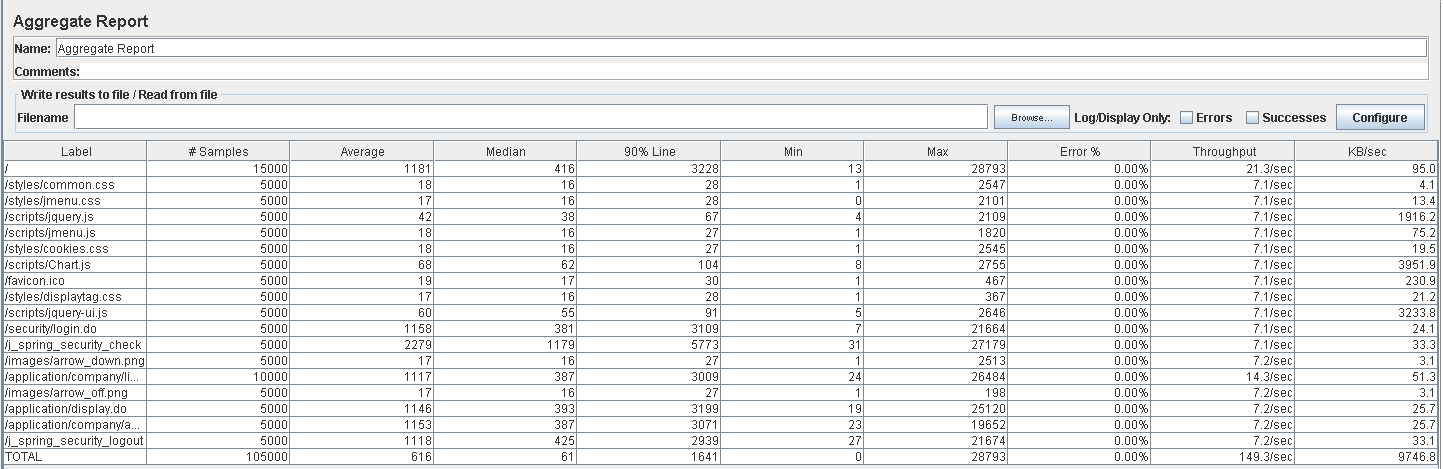 Aggregate Report
Name: Aggregate Report
Comments:
Write results to file / Read from file
Filename Browse... Log/Display Only: Errors Successes Configure
Label # Samples Average Median 90% Line Min Max Error % Throughput KB/sec
/ 15000 1181 416 3228 13 28793 0.00% 21.3/sec 95.0
/styles/common.css 5000 18 16 28 1 2547 0.00% 7.1/sec 4.1
/styles/jmenu.css 5000 17 16 28 0 2101 0.00% 7.1/sec 13.4
/scripts/jquery.js 5000 42 38 67 4 2109 0.00% 7.1/sec 1916.2
/scripts/jmenu.js 5000 18 16 27 1 1820 0.00% 7.1/sec 75.2
/styles/cookies.css 5000 18 16 27 1 2545 0.00% 7.1/sec 19.5
/scripts/Chart.js 5000 68 62 104 8 2755 0.00% 7.1/sec 3951.9
/favicon.ico 5000 19 17 30 1 467 0.00% 7.1/sec 230.9
/styles/displaytag.css 5000 17 16 28 1 367 0.00% 7.1/sec 21.2
/scripts/jquery-ui.js 5000 60 55 91 5 2646 0.00% 7.1/sec 3233.8
/security/login.do 5000 1158 381 3109 7 21664 0.00% 7.1/sec 24.1
/j_spring_security_check 5000 2279 1179 5773 31 27179 0.00% 7.1/sec 33.3
/images/arrow_down.png 5000 17 16 27 1 2513 0.00% 7.2/sec 3.1
/application/company/li... 10000 1117 387 3009 24 26484 0.00% 14.3/sec 51.3
/images/arrow_off.png 5000 17 16 27 1 198 0.00% 7.2/sec 3.1
/application/display.do 5000 1146 393 3199 19 25120 0.00% 7.2/sec 25.7
/application/company/a... 5000 1153 387 3071 23 19652 0.00% 7.2/sec 25.7
/j_spring_security_logout 5000 1118 425 2939 27 21674 0.00% 7.2/sec 33.1
TOTAL 105000 616 61 1641 0 28793 0.00% 149.3/sec 9746.8